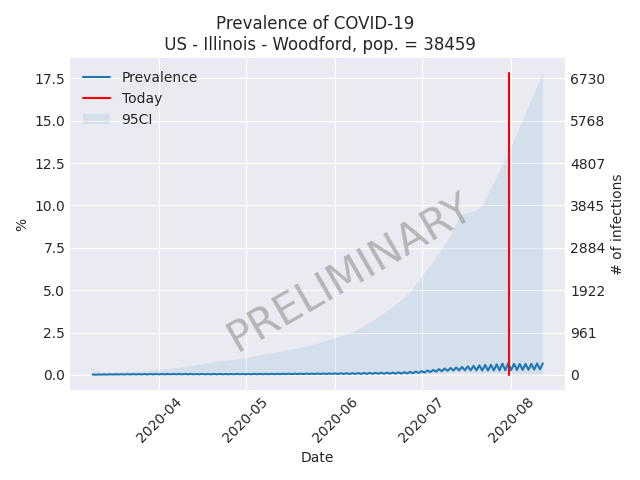 Prevalence of COVID-19
US - Illinois - Woodford, pop. = 38459
Prevalence
Today
95CI
17.5
15.0
12.5
10.0
7.5
5.0
2.5
0.0
%
6730
5768
4807
3845
2884
1922
961
0
# of infections
PRELIMINARY
2020-04
2020-05
2020-06
2020-07
2020-08
Date